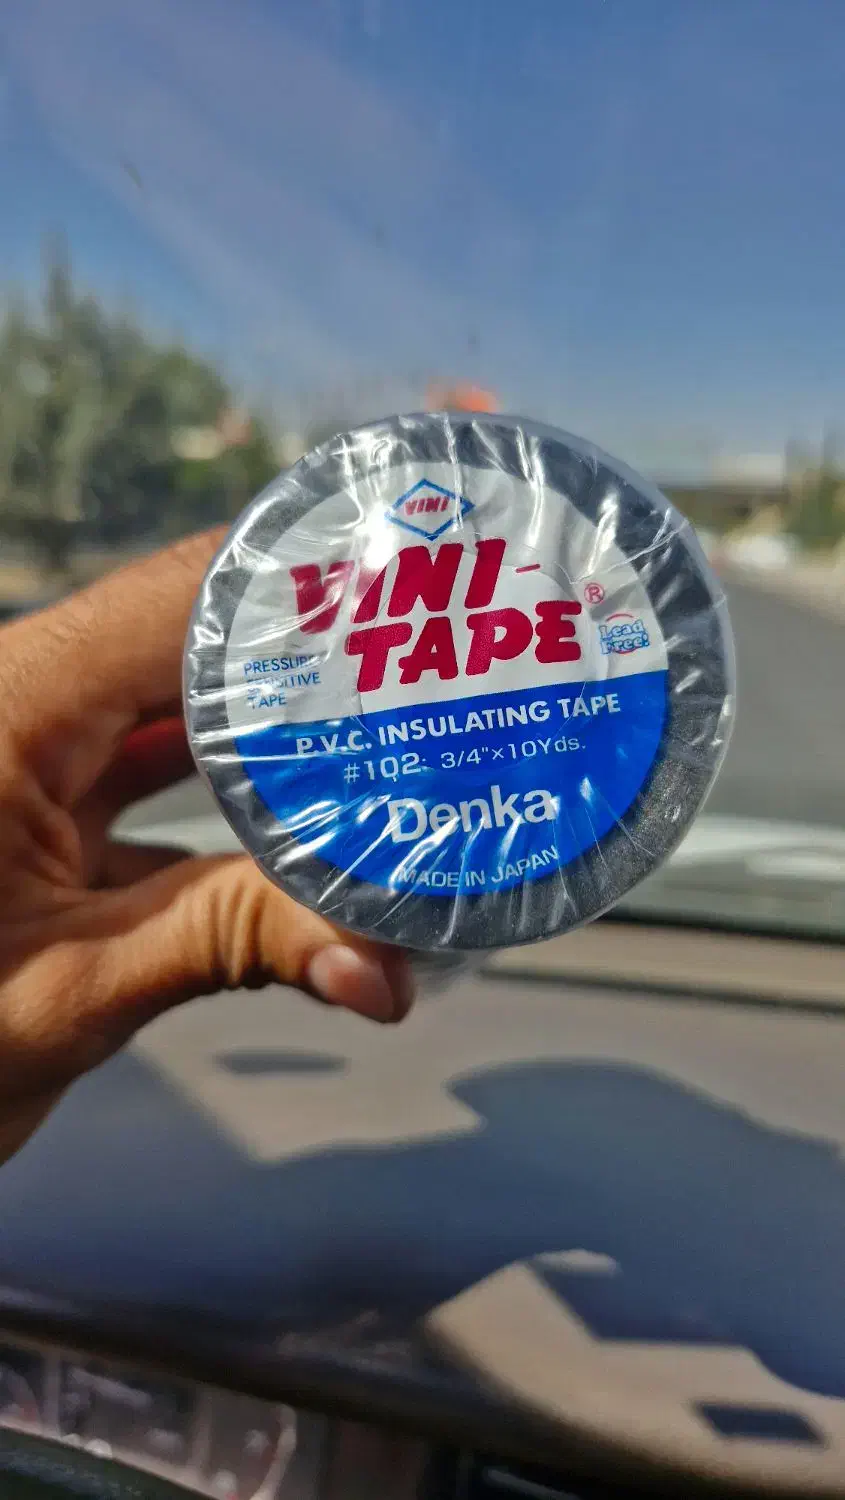 VINI
VINI-
TAPE®
Lead
Free!
PRESSURE
SENSITIVE
TAPE
P.V.C. INSULATING TAPE
#102: 3/4"×10Yds.
Denka
MADE IN JAPAN